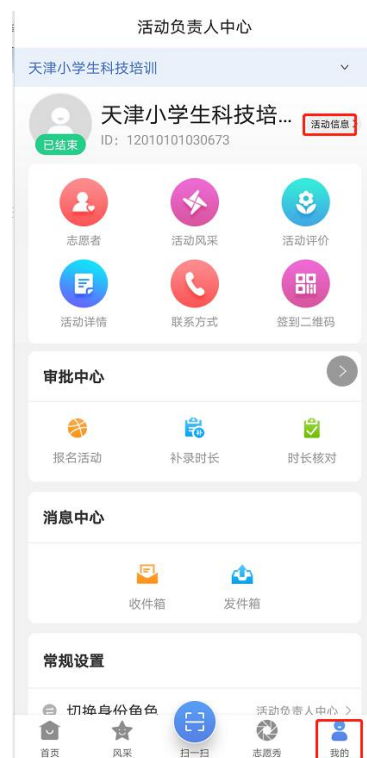 活动负责人中心
天津小学生科技培训
天津小学生科技培...
活动信息
已结束
ID: 12010101030673
志愿者
活动风采
活动评价
活动详情
联系方式
签到二维码
审批中心
报名活动
补录时长
时长核对
消息中心
收件箱
发件箱
常规设置
切换身份角色
活动负责人中心
首页
风采
扫一扫
志愿秀
我的